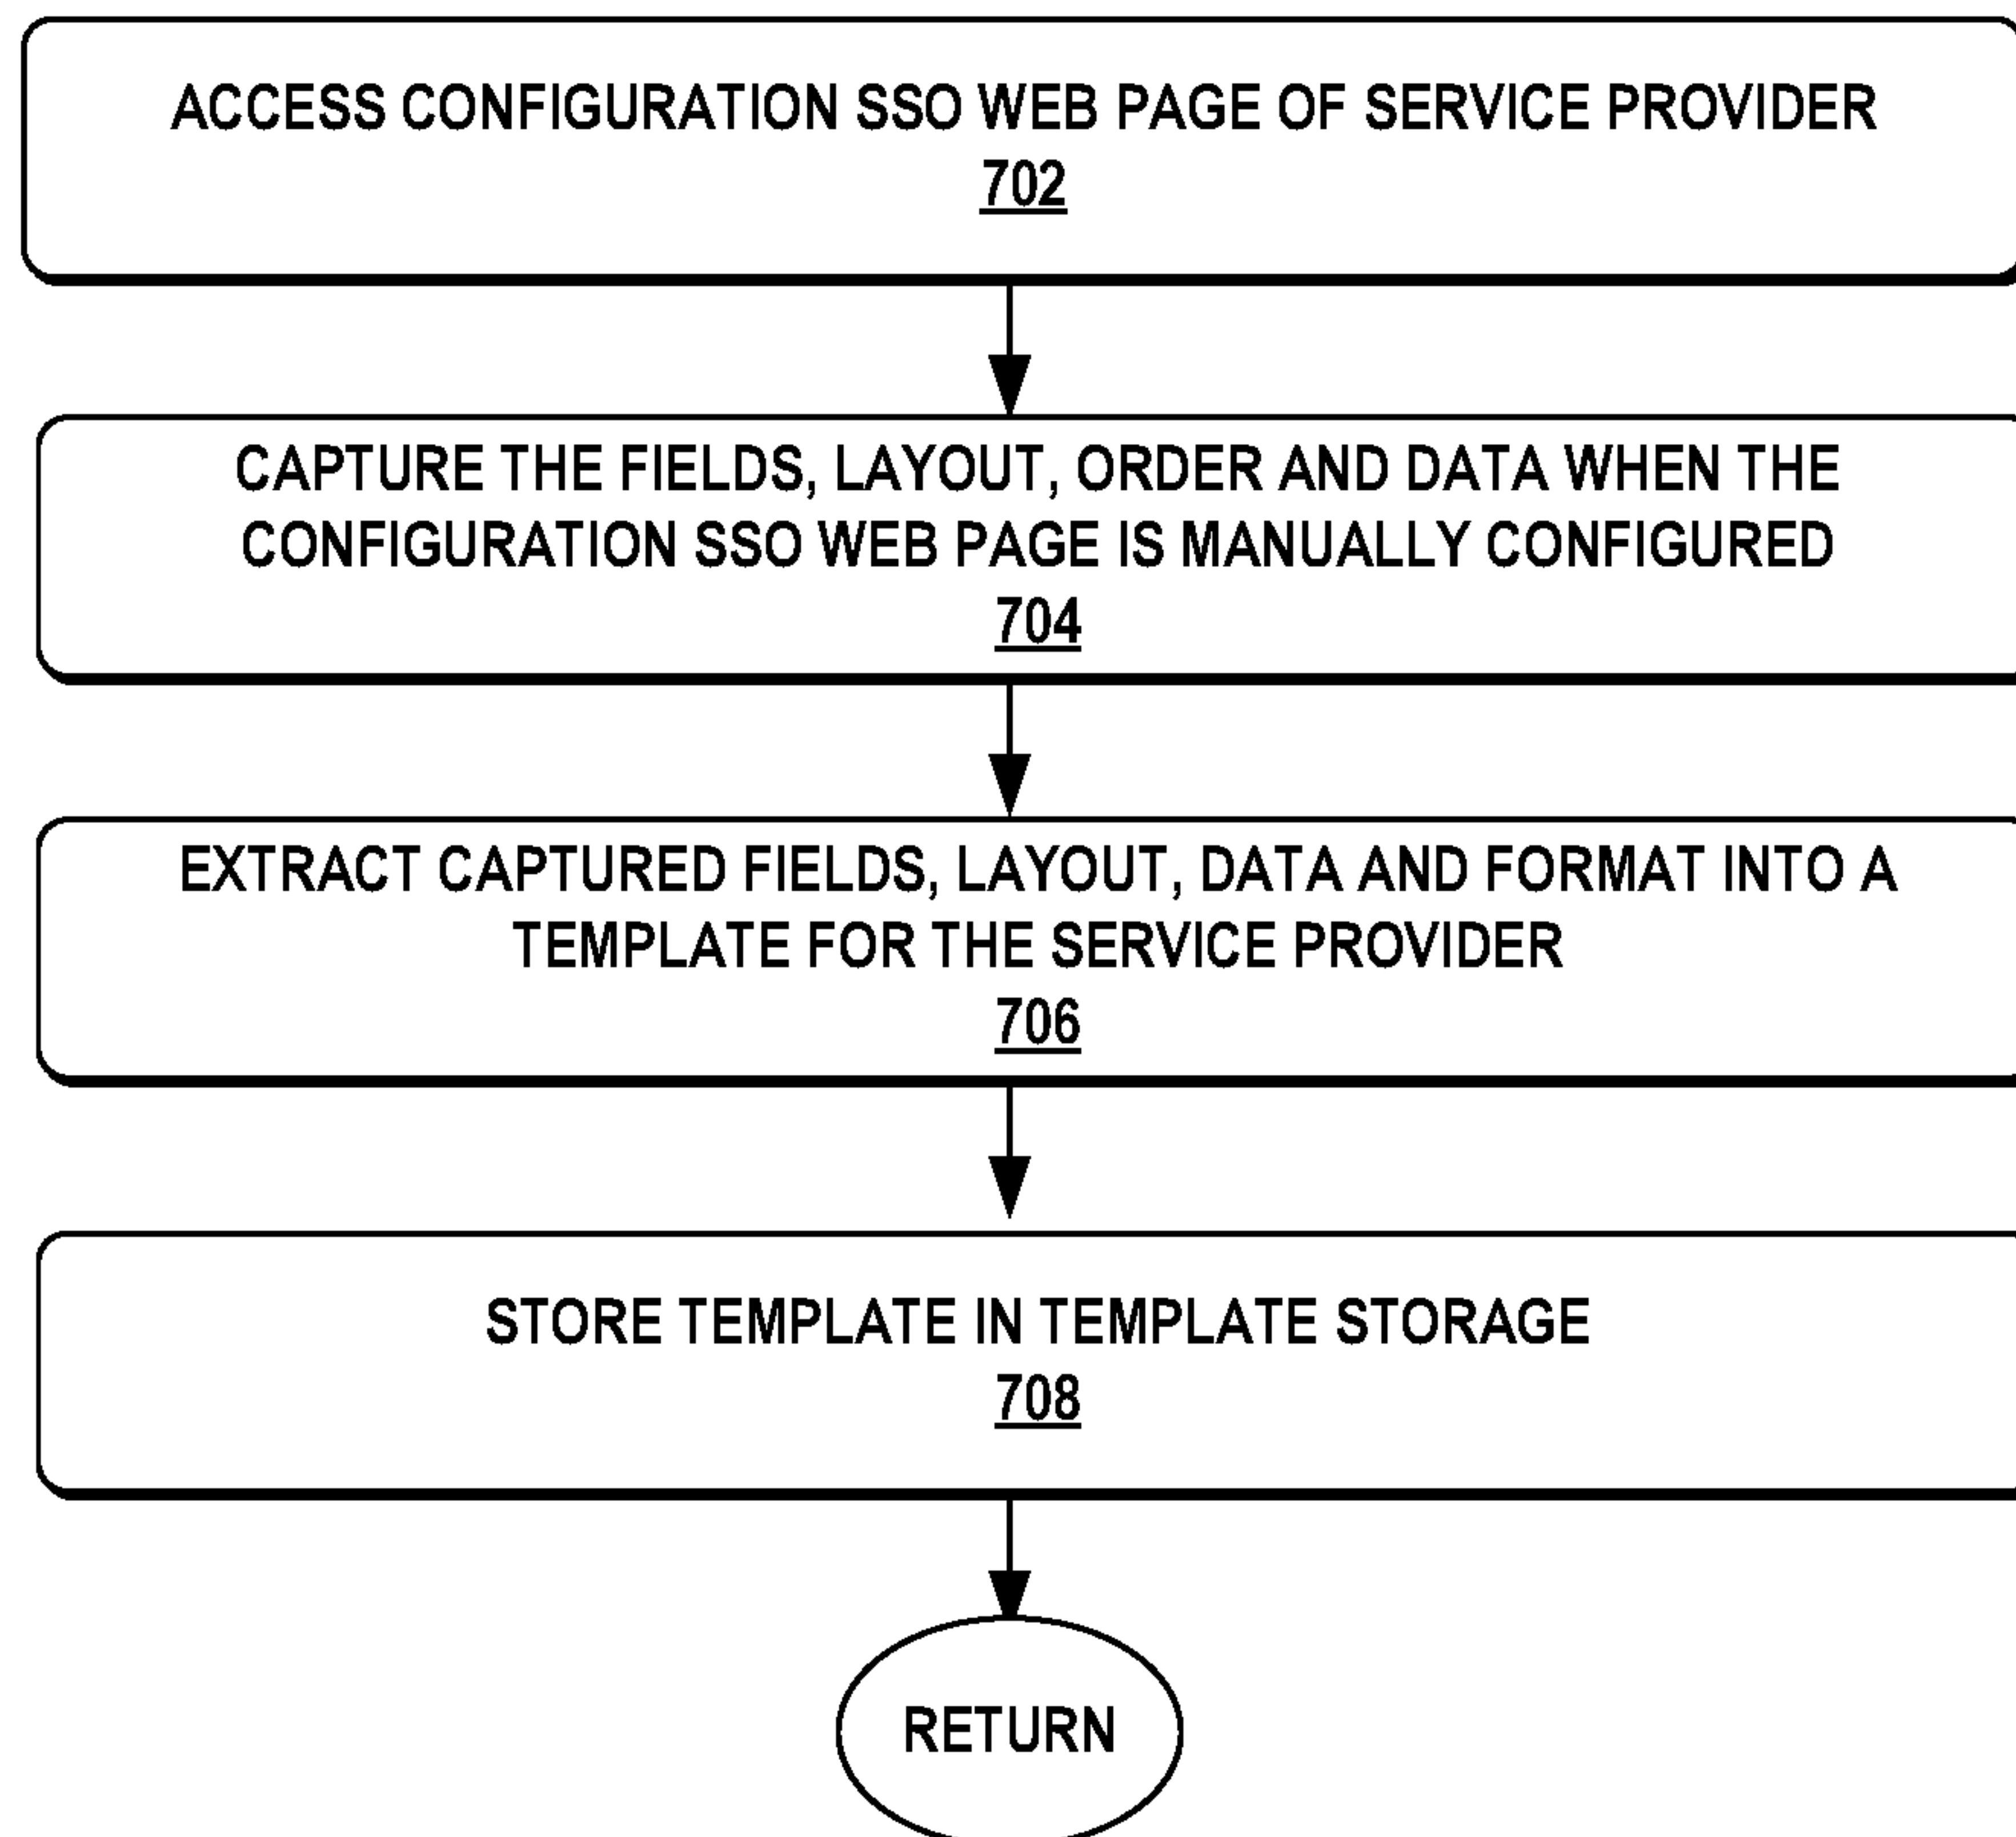 ACCESS CONFIGURATION SSO WEB PAGE OF SERVICE PROVIDER
702
CAPTURE THE FIELDS, LAYOUT, ORDER AND DATA WHEN THE
CONFIGURATION SSO WEB PAGE IS MANUALLY CONFIGURED
704
EXTRACT CAPTURED FIELDS, LAYOUT, DATA AND FORMAT INTO A
TEMPLATE FOR THE SERVICE PROVIDER
706
STORE TEMPLATE IN TEMPLATE STORAGE
708
RETURN